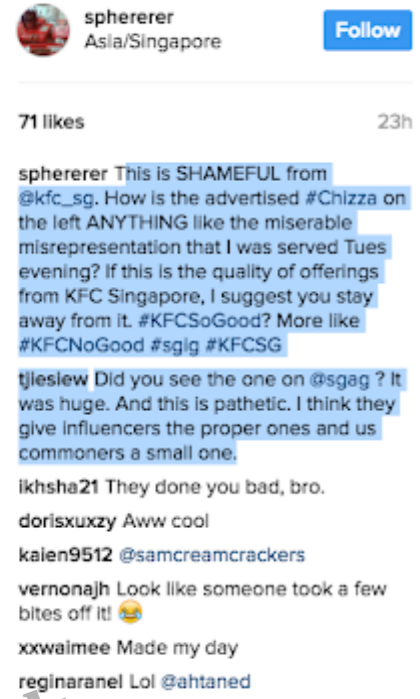 sphererer
Asia/Singapore
Follow
71 likes
23h
sphererer This is SHAMEFUL from
@kfc_sg. How is the advertised #Chizza on
the left ANYTHING like the miserable
misrepresentation that I was served Tues
evening? If this is the quality of offerings
from KFC Singapore, I suggest you stay
away from it. #KFCSoGood? More like
#KFCNoGood #sgig #KFCSG
tjiesiew Did you see the one on @sgag ? It
was huge. And this is pathetic. I think they
give influencers the proper ones and us
commoners a small one.
ikhsha21 They done you bad, bro.
dorisxuxzy Aww cool
kaien9512 @samcreamcrackers
vernonajh Look like someone took a few
bites off it! 😂
xxwaimee Made my day
reginaranel Lol @ahtaned